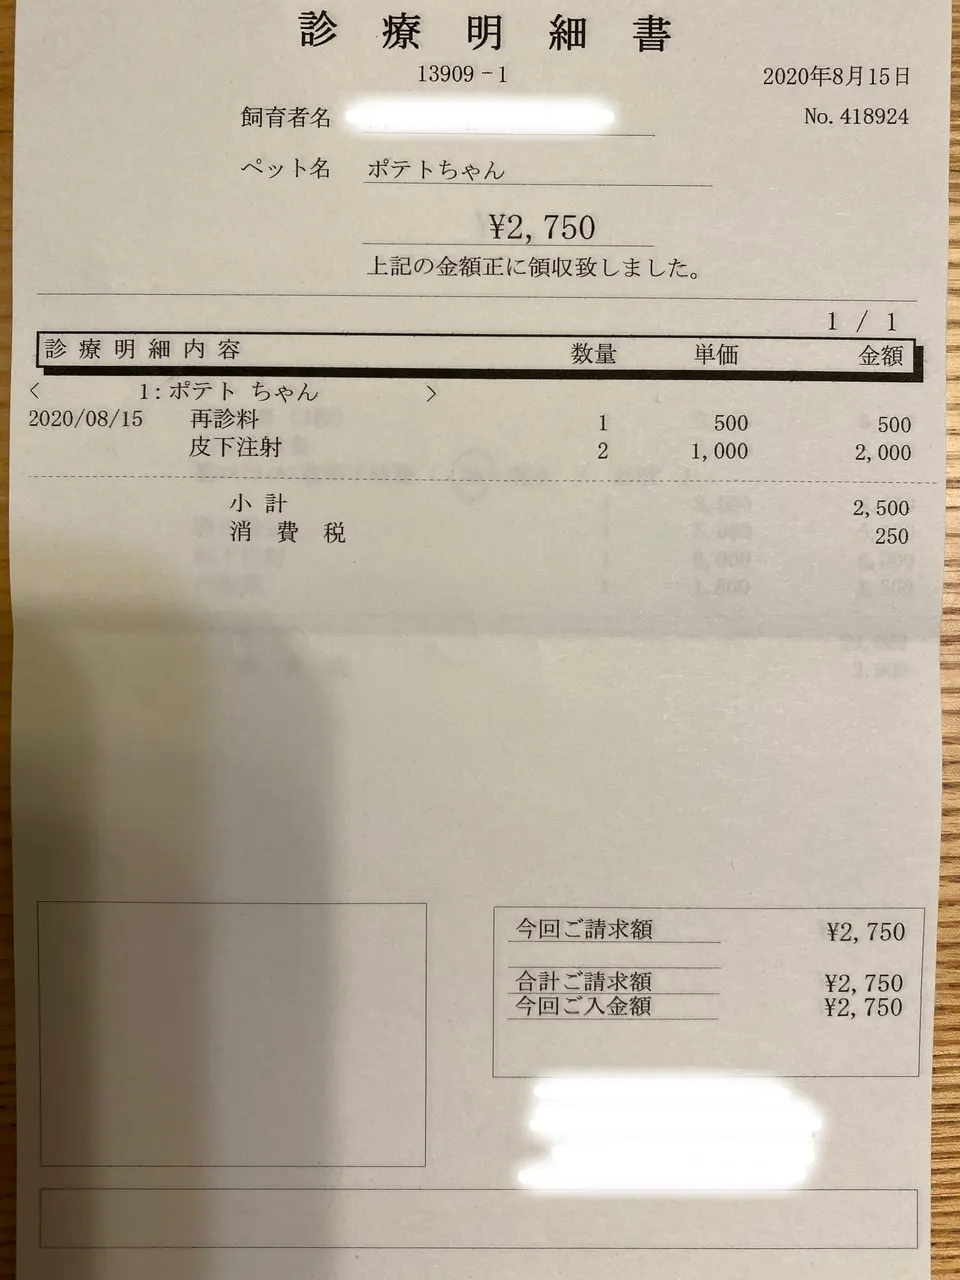 診療明細書
13909-1
2020年8月15日
飼育者名
No. 418924
ペット名 ポテトちゃん
¥2,750
上記の金額正に領収致しました。
1 / 1
診療明細内容 数量 単価 金額
< 1:ポテト ちゃん >
2020/08/15 再診料 1 500 500
皮下注射 2 1,000 2,000
小計 2,500
消費税 250
今回ご請求額 ¥2,750
合計ご請求額 ¥2,750
今回ご入金額 ¥2,750